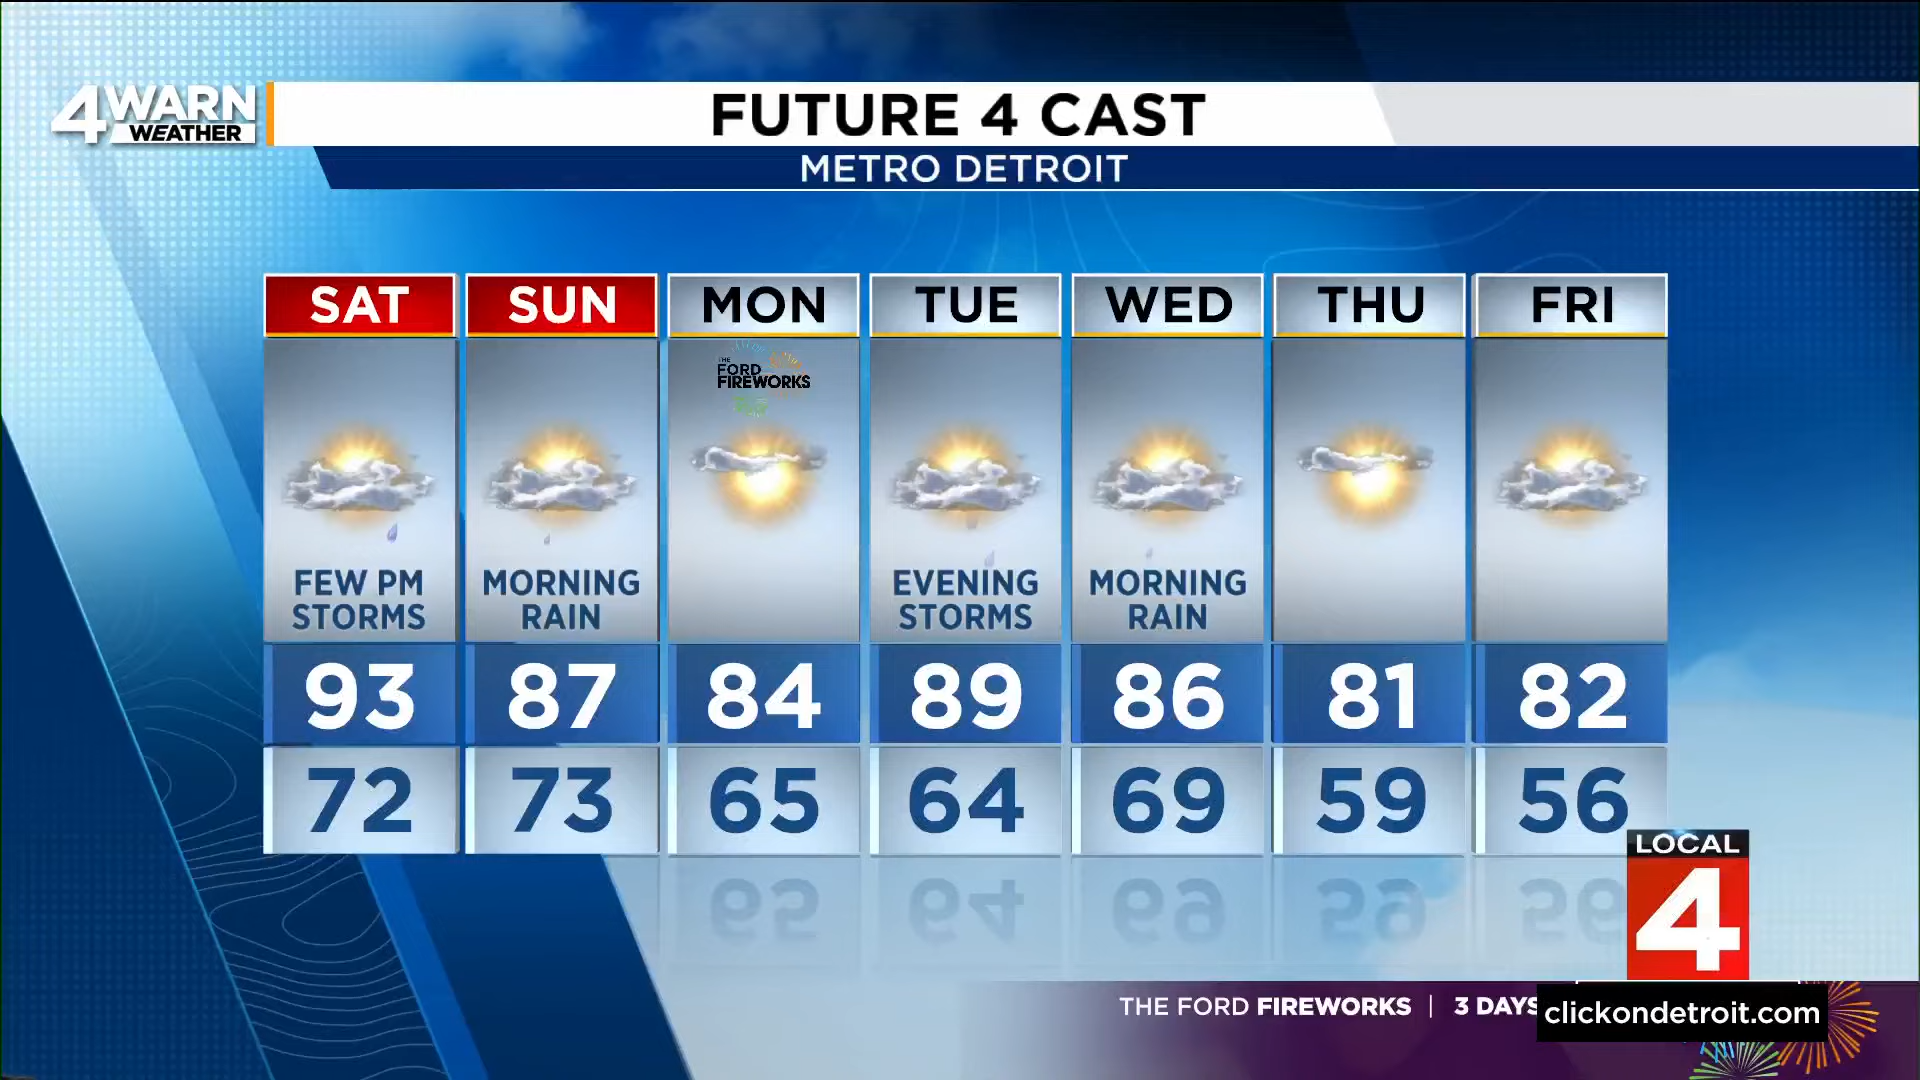 4WARN
WEATHER
FUTURE 4 CAST
METRO DETROIT
SAT SUN MON TUE WED THU FRI
THE
FORD
FIREWORKS
FEW PM
STORMS
MORNING
RAIN
EVENING
STORMS
MORNING
RAIN
93 87 84 89 86 81 82
72 73 65 64 69 59 56
LOCAL
4
THE FORD FIREWORKS | 3 DAYS
clickondetroit.com